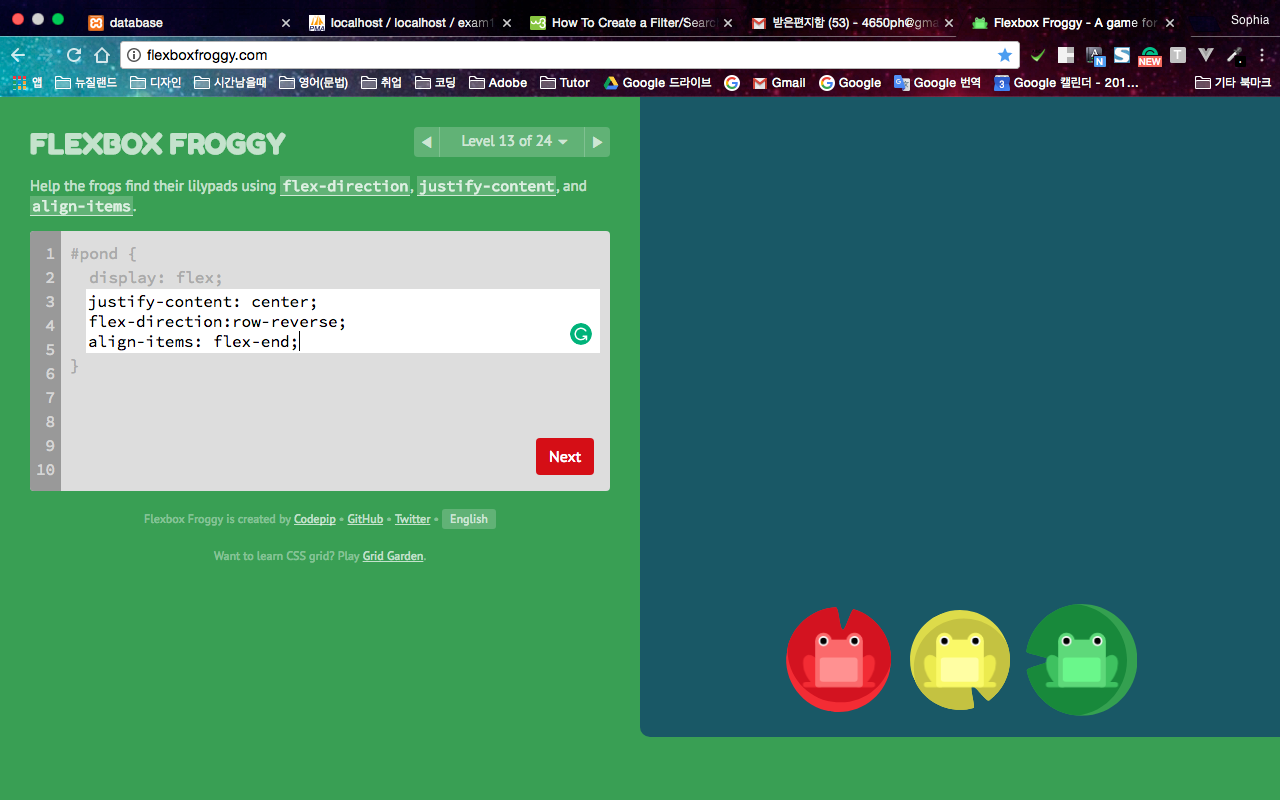 database
localhost / localhost / exam1
How To Create a Filter/Searc
받은편지함 (53) - 4650ph@gma
Flexbox Froggy - A game for
Sophia
flexboxfroggy.com
NEW
앱
뉴질랜드
디자인
시간남을때
영어(문법)
취업
코딩
Adobe
Tutor
Google 드라이브
Gmail
Google
Google 번역
3
Google 캘린더 - 201...
기타 북마크
FLEXBOX FROGGY
◀ Level 13 of 24 ▶
Help the frogs find their lilypads using flex-direction, justify-content, and
align-items.
1 #pond {
2 display: flex;
3 justify-content: center;
4 flex-direction:row-reverse;
5 align-items: flex-end;
6 }
7
8
9
10
Next
Flexbox Froggy is created by Codepip • GitHub • Twitter • English
Want to learn CSS grid? Play Grid Garden.